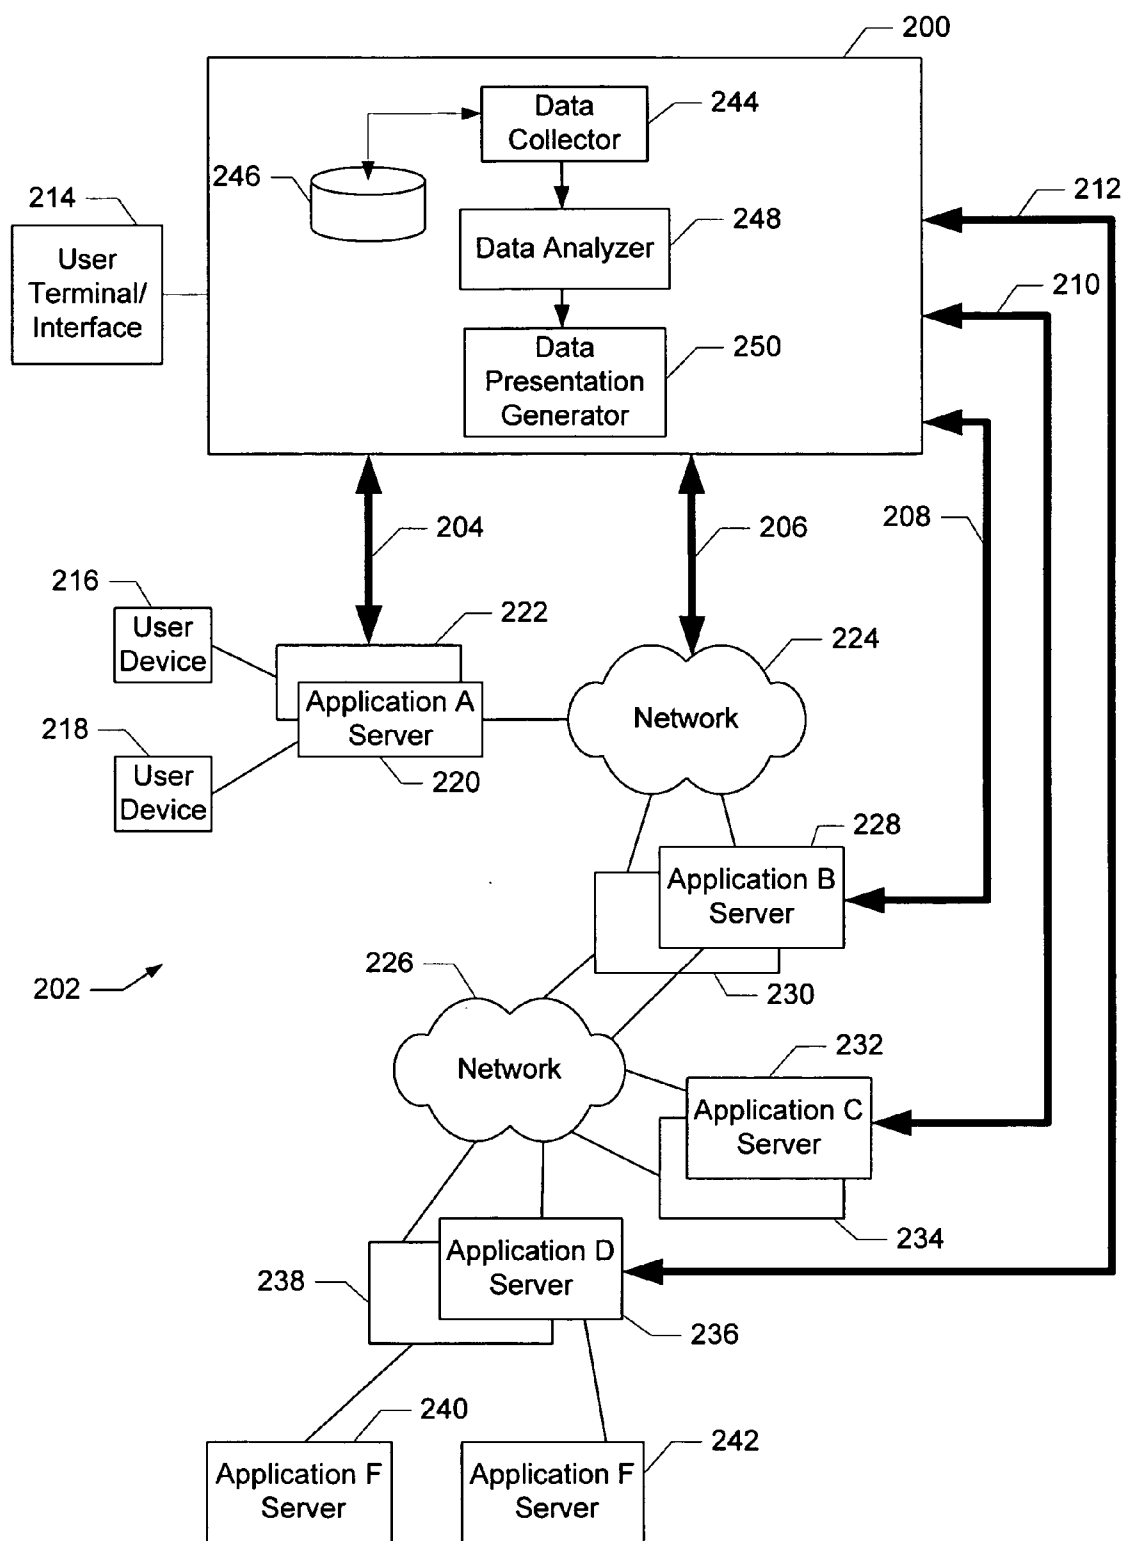 200
Data
Collector
244
246
214
212
User
Terminal/
Interface
248
Data Analyzer
210
Data
Presentation
Generator
250
204
206
208
216
User
Device
222
224
Application A
Server
Network
218
User
Device
220
228
Application B
Server
226
202
230
Network
232
Application C
Server
234
Application D
Server
238
236
240
242
Application F
Server
Application F
Server